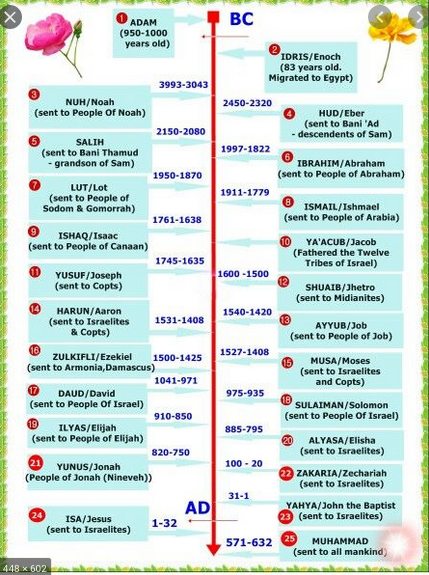 BC
1 ADAM
(950-1000
years old)
2 IDRIS/Enoch
(83 years old.
Migrated to Egypt)
3993-3043
3 NUH/Noah
(sent to People Of Noah)
2450-2320
4 HUD/Eber
(sent to Bani 'Ad
- descendents of Sam)
2150-2080
5 SALIH
(sent to Bani Thamud
- grandson of Sam)
1997-1822
6 IBRAHIM/Abraham
(sent to People of Abraham)
1950-1870
7 LUT/Lot
(sent to People of
Sodom & Gomorrah)
1911-1779
8 ISMAIL/Ishmael
(sent to People of Arabia)
1761-1638
9 ISHAQ/Isaac
(sent to People of Canaan)
10 YA'ACUB/Jacob
(Fathered the Twelve
Tribes of Israel)
1745-1635
11 YUSUF/Joseph
(sent to Copts)
1600 -1500
12 SHUAIB/Jhetro
(sent to Midianites)
1540-1420
13 AYYUB/Job
(sent to People of Job)
14 HARUN/Aaron
(sent to Israelites
& Copts)
1531-1408
1527-1408
15 MUSA/Moses
(sent to Israelites
and Copts)
16 ZULKIFLI/Ezekiel
(sent to Armonia,Damascus)
1500-1425
1041-971
17 DAUD/David
(sent to People Of Israel)
975-935
18 SULAIMAN/Solomon
(sent to People Of Israel)
910-850
19 ILYAS/Elijah
(sent to People of Elijah)
885-795
20 ALYASA/Elisha
(sent to Israelites)
820-750
21 YUNUS/Jonah
(People of Jonah (Nineveh))
100 - 20
22 ZAKARIA/Zechariah
(sent to Israelites)
31-1
YAHYA/John the Baptist
23 (sent to Israelites)
AD
24 ISA/Jesus
(sent to Israelites)
1-32
571-632
25 MUHAMMAD
(sent to all mankind)
448 × 602